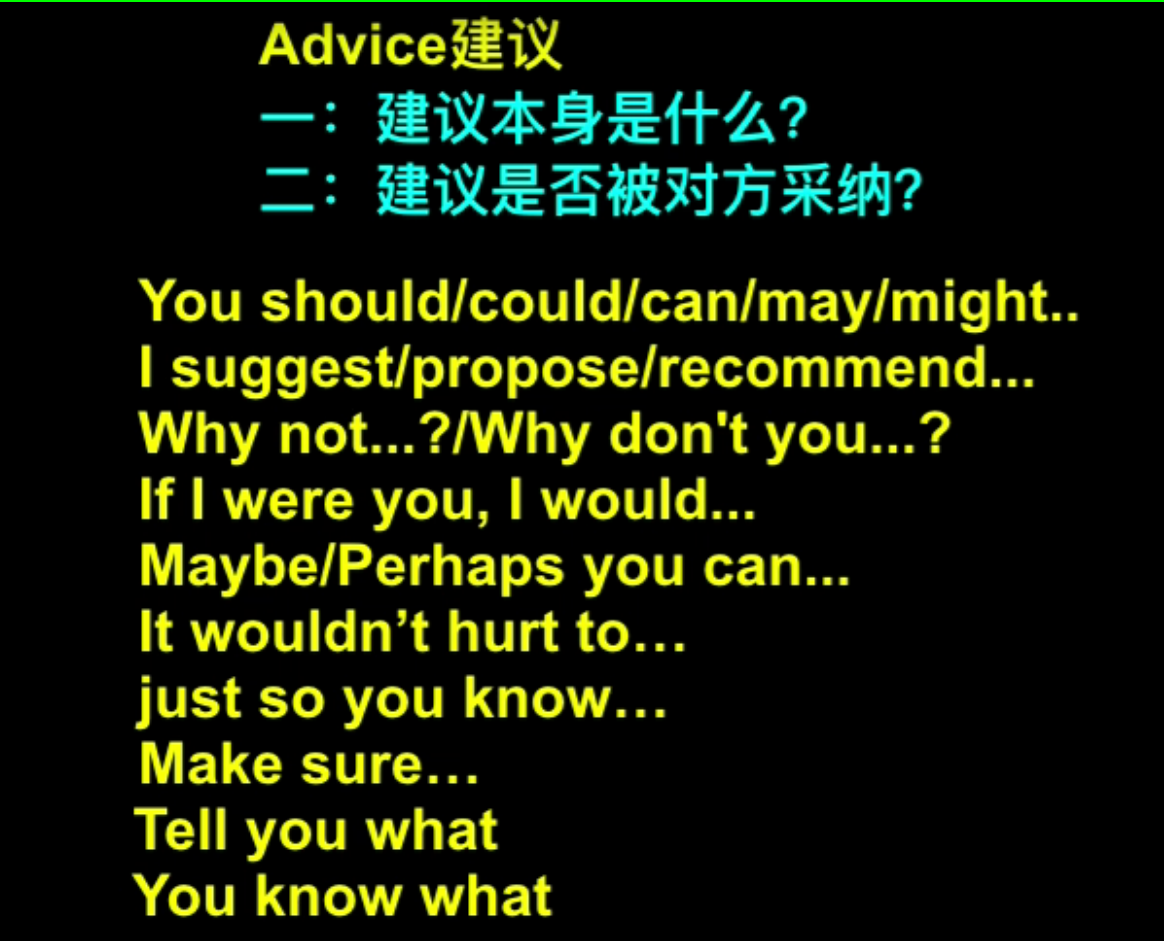 Advice建议
一：建议本身是什么?
二：建议是否被对方采纳?
You should/could/can/may/might..
I suggest/propose/recommend...
Why not...?/Why don't you...?
If I were you, I would...
Maybe/Perhaps you can...
It wouldn’t hurt to…
just so you know…
Make sure…
Tell you what
You know what